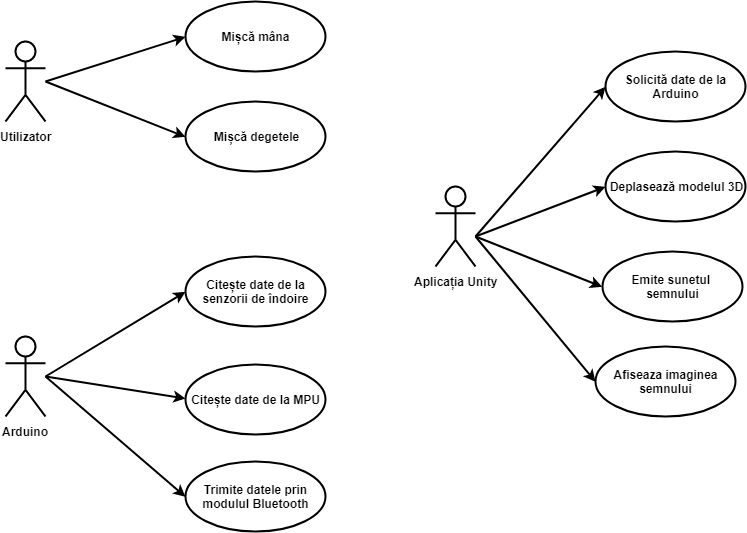 Mișcă mâna
Mișcă degetele
Utilizator
Citește date de la
senzorii de îndoire
Citește date de la MPU
Trimite datele prin
modulul Bluetooth
Arduino
Solicită date de la
Arduino
Deplasează modelul 3D
Emite sunetul
semnului
Afiseaza imaginea
semnului
Aplicația Unity